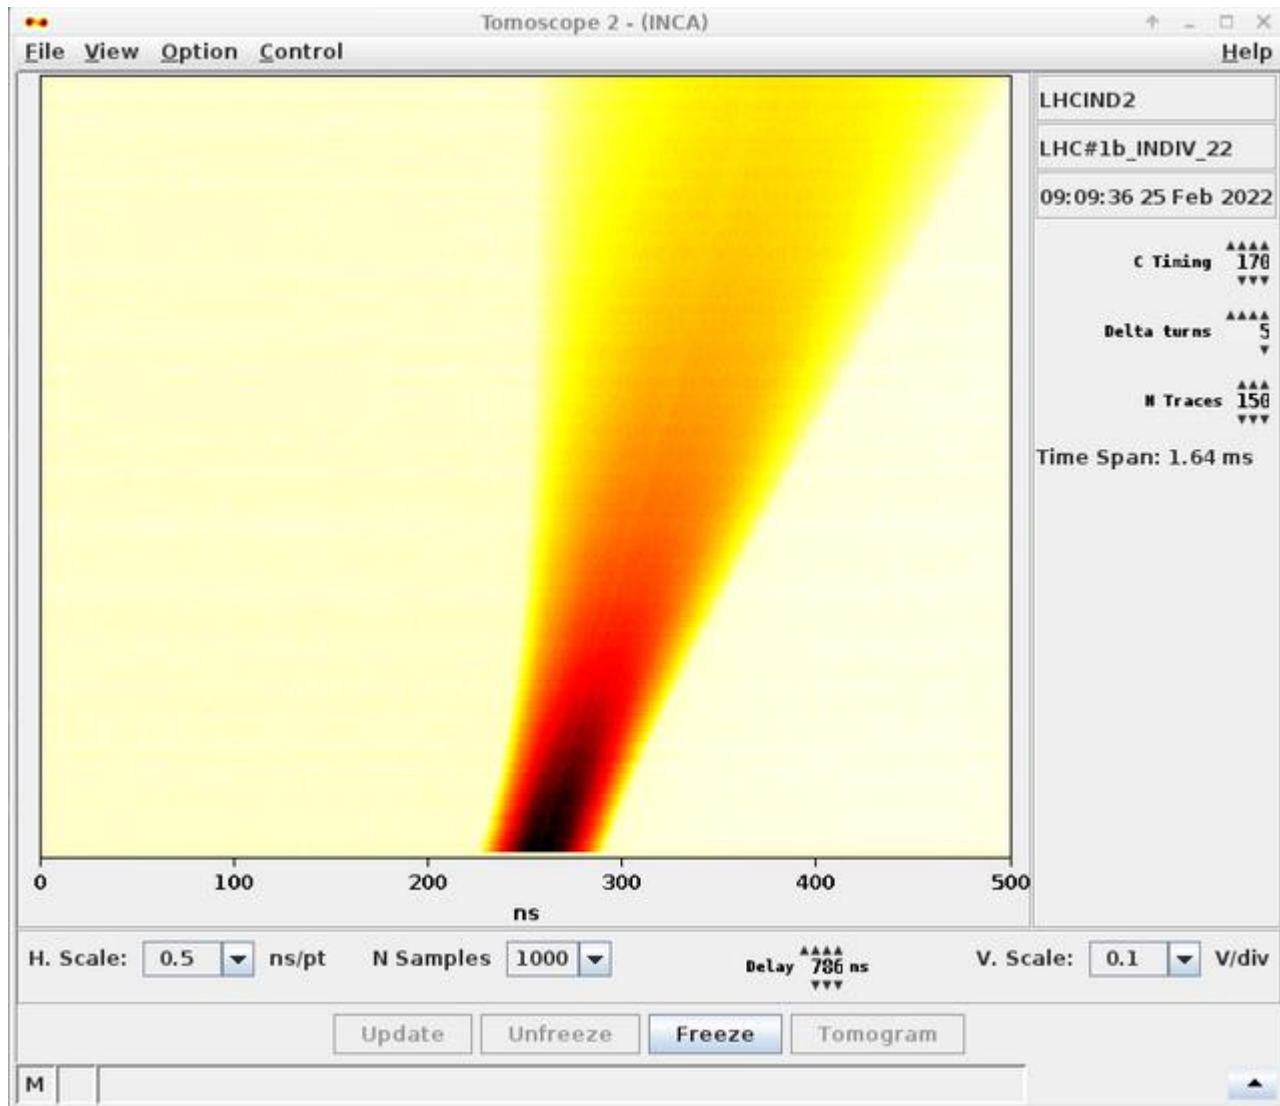 Tomoscope 2 - (INCA)
File View Option Control Help
LHCIND2
LHC#1b_INDIV_22
09:09:36 25 Feb 2022
C Timing 170
Delta turns 5
N Traces 150
Time Span: 1.64 ms
0 100 200 300 400 500
ns
H. Scale: 0.5 ns/pt N Samples 1000 Delay 786 ns V. Scale: 0.1 V/div
Update Unfreeze Freeze Tomogram
M